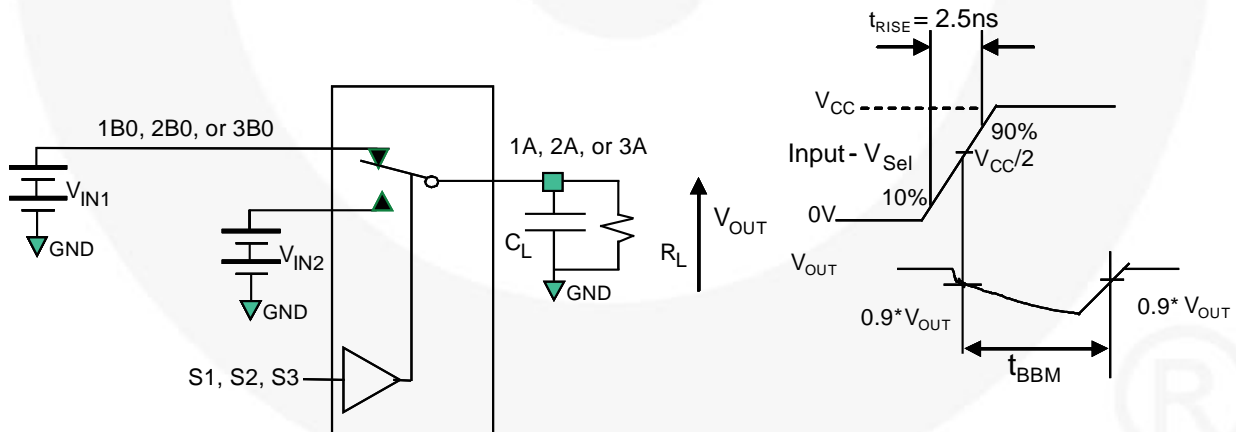 t_RISE = 2.5ns
V_CC
1B0, 2B0, or 3B0
1A, 2A, or 3A
90%
Input - V_Sel
V_CC/2
V_IN1
10%
V_OUT
0V
GND
C_L
R_L
V_IN2
V_OUT
GND
GND
0.9* V_OUT
0.9* V_OUT
t_BBM
S1, S2, S3
®